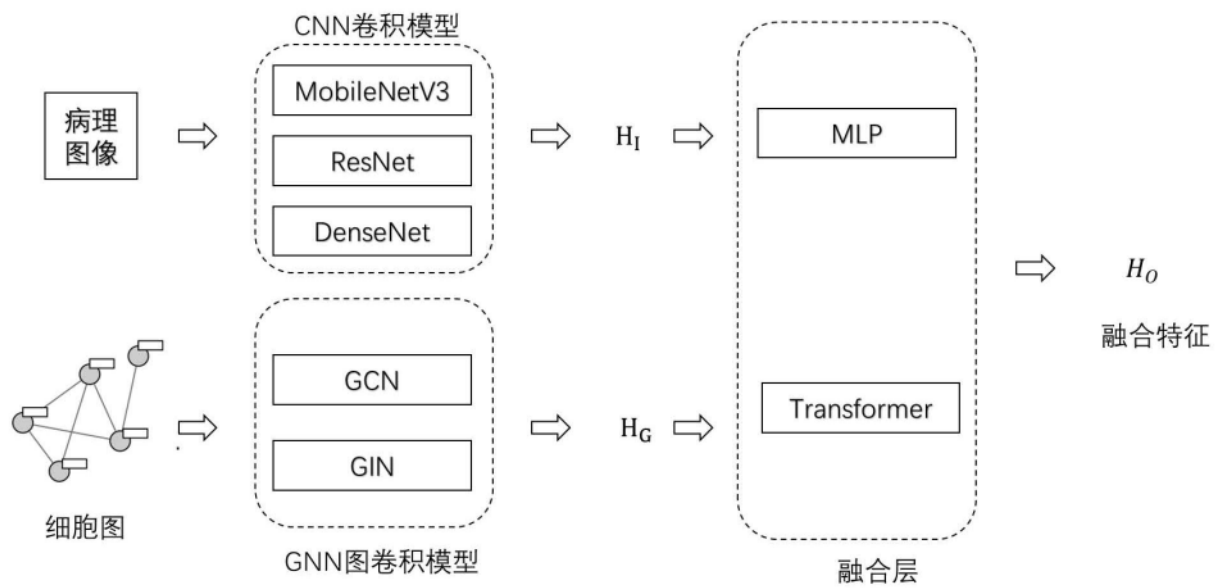 CNN卷积模型
病理
图像
MobileNetV3
ResNet
DenseNet
H_I
MLP
H_O
融合特征
细胞图
GCN
GIN
GNN图卷积模型
H_G
Transformer
融合层